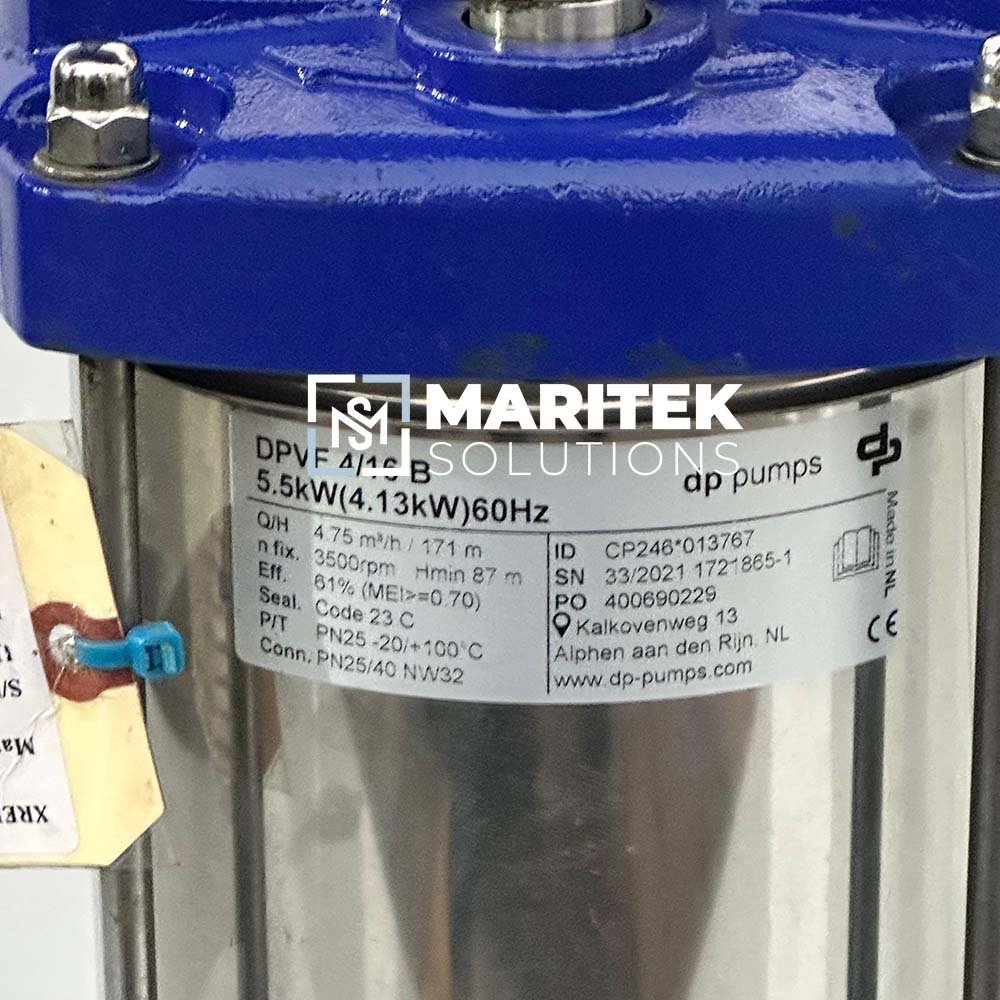 MARITEK
SOLUTIONS
DPVF 4/16 B
5.5kW(4.13kW)60Hz
dp pumps
dp
Q/H 4.75 m³/h / 171 m
n fix. 3500rpm Hmin 87 m
Eff. 61% (MEI>=0.70)
Seal. Code 23 C
P/T PN25 -20/+100°C
Conn. PN25/40 NW32
ID CP246*013767
SN 33/2021 1721865-1
PO 400690229
Kalkovenweg 13
Alphen aan den Rijn. NL
www.dp-pumps.com
Made in NL
CE
S/
Ma
XRE